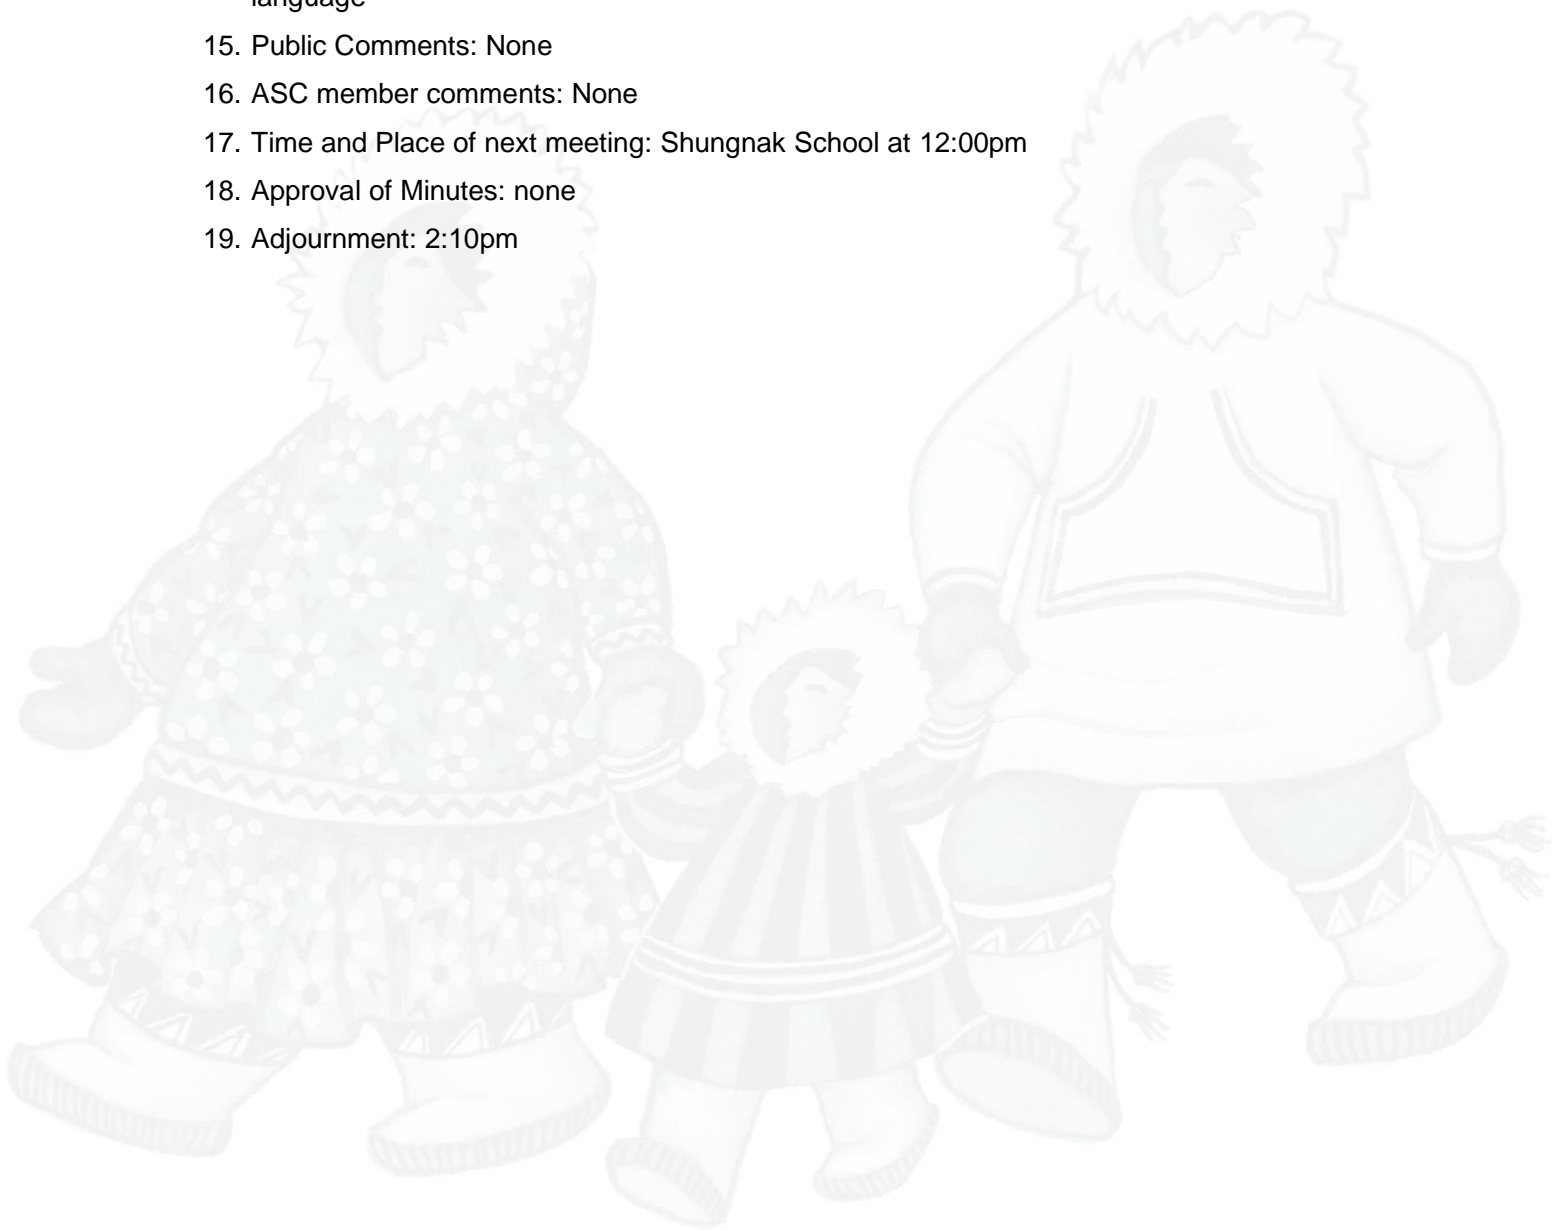 language
15. Public Comments: None
16. ASC member comments: None
17. Time and Place of next meeting: Shungnak School at 12:00pm
18. Approval of Minutes: none
19. Adjournment: 2:10pm